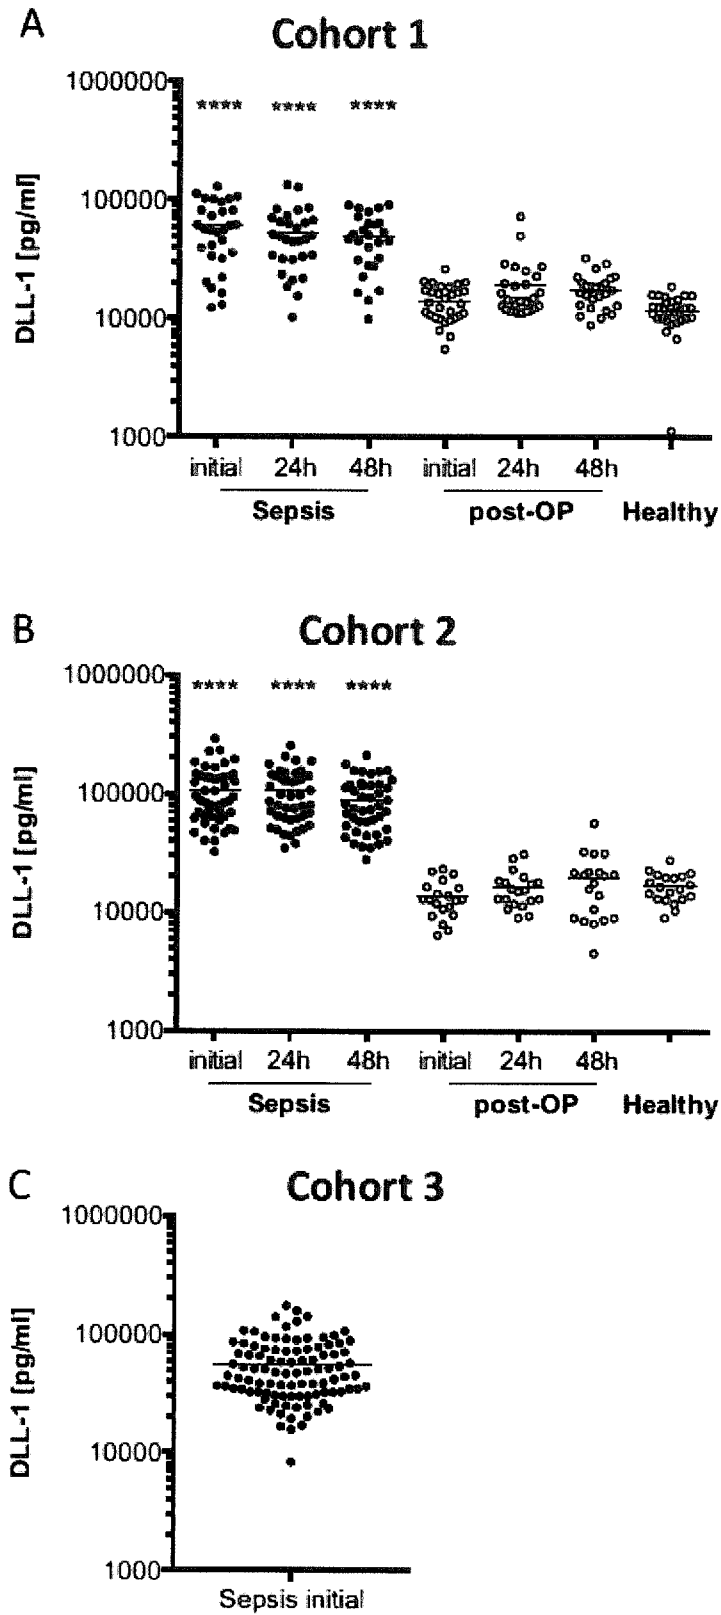 A
Cohort 1
DLL-1 [pg/ml]
1000000
****
****
****
100000
10000
1000
initial
24h
48h
initial
24h
48h
Sepsis
post-OP
Healthy
B
Cohort 2
DLL-1 [pg/ml]
1000000
****
****
****
100000
10000
1000
initial
24h
48h
initial
24h
48h
Sepsis
post-OP
Healthy
C
Cohort 3
DLL-1 [pg/ml]
1000000
100000
10000
1000
Sepsis initial